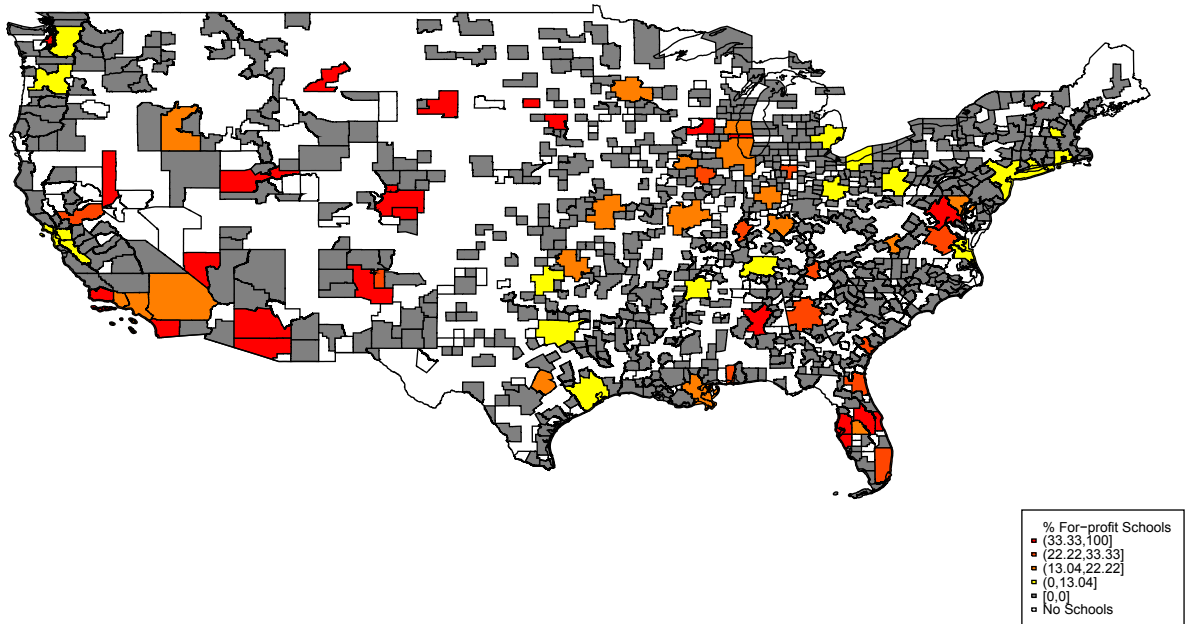 % For−profit Schools
(33.33,100]
(22.22,33.33]
(13.04,22.22]
(0,13.04]
[0,0]
No Schools